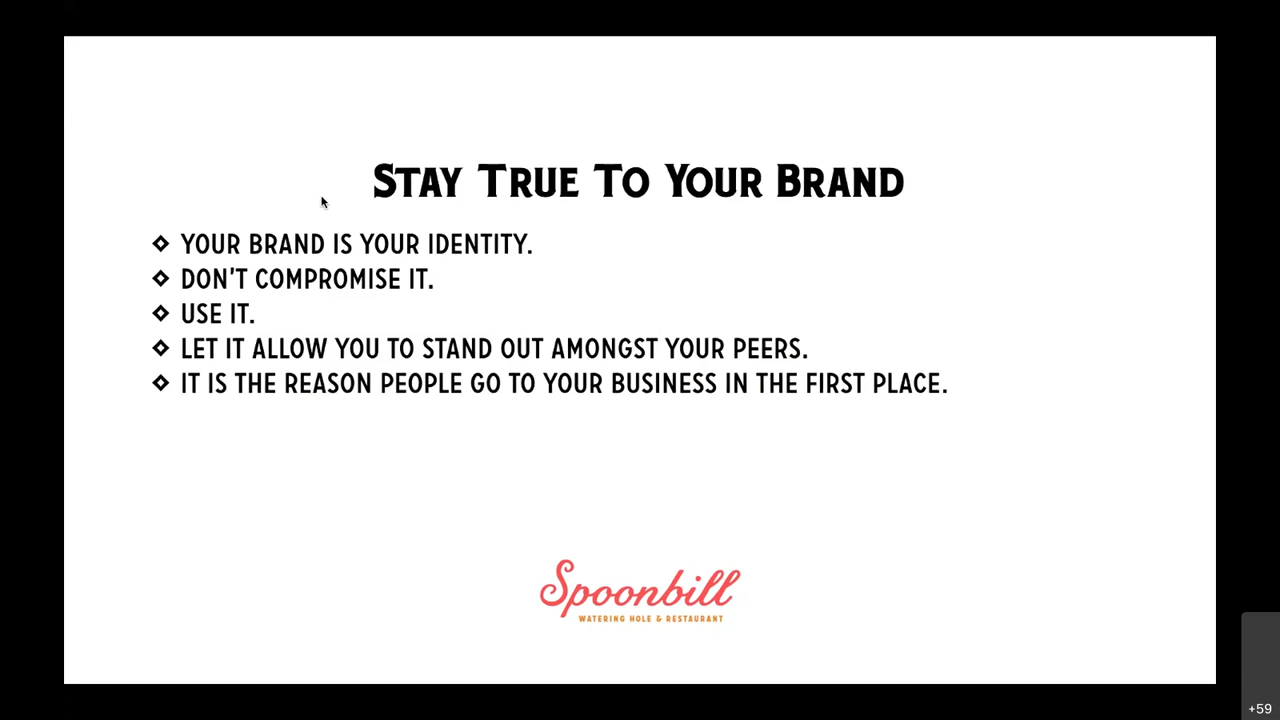 Stay True To Your Brand
YOUR BRAND IS YOUR IDENTITY.
DON'T COMPROMISE IT.
USE IT.
LET IT ALLOW YOU TO STAND OUT AMONGST YOUR PEERS.
IT IS THE REASON PEOPLE GO TO YOUR BUSINESS IN THE FIRST PLACE.
Spoonbill
WATERING HOLE & RESTAURANT
+59